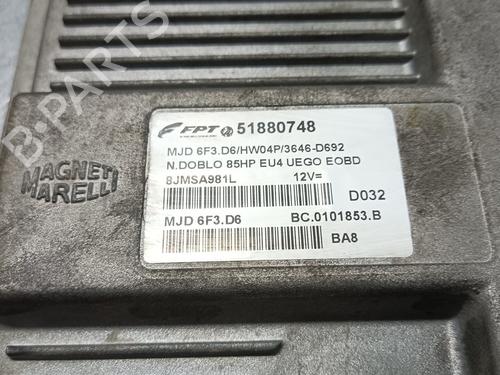 FPT 51880748
MJD 6F3.D6/HW04P/3646-D692
N.DOBLO 85HP EU4 UEGO EOBD
8JMSA981L 12V=
D032
MJD 6F3.D6 BC.0101853.B
BA8
MAGNETI
MARELLI
B-PARTS